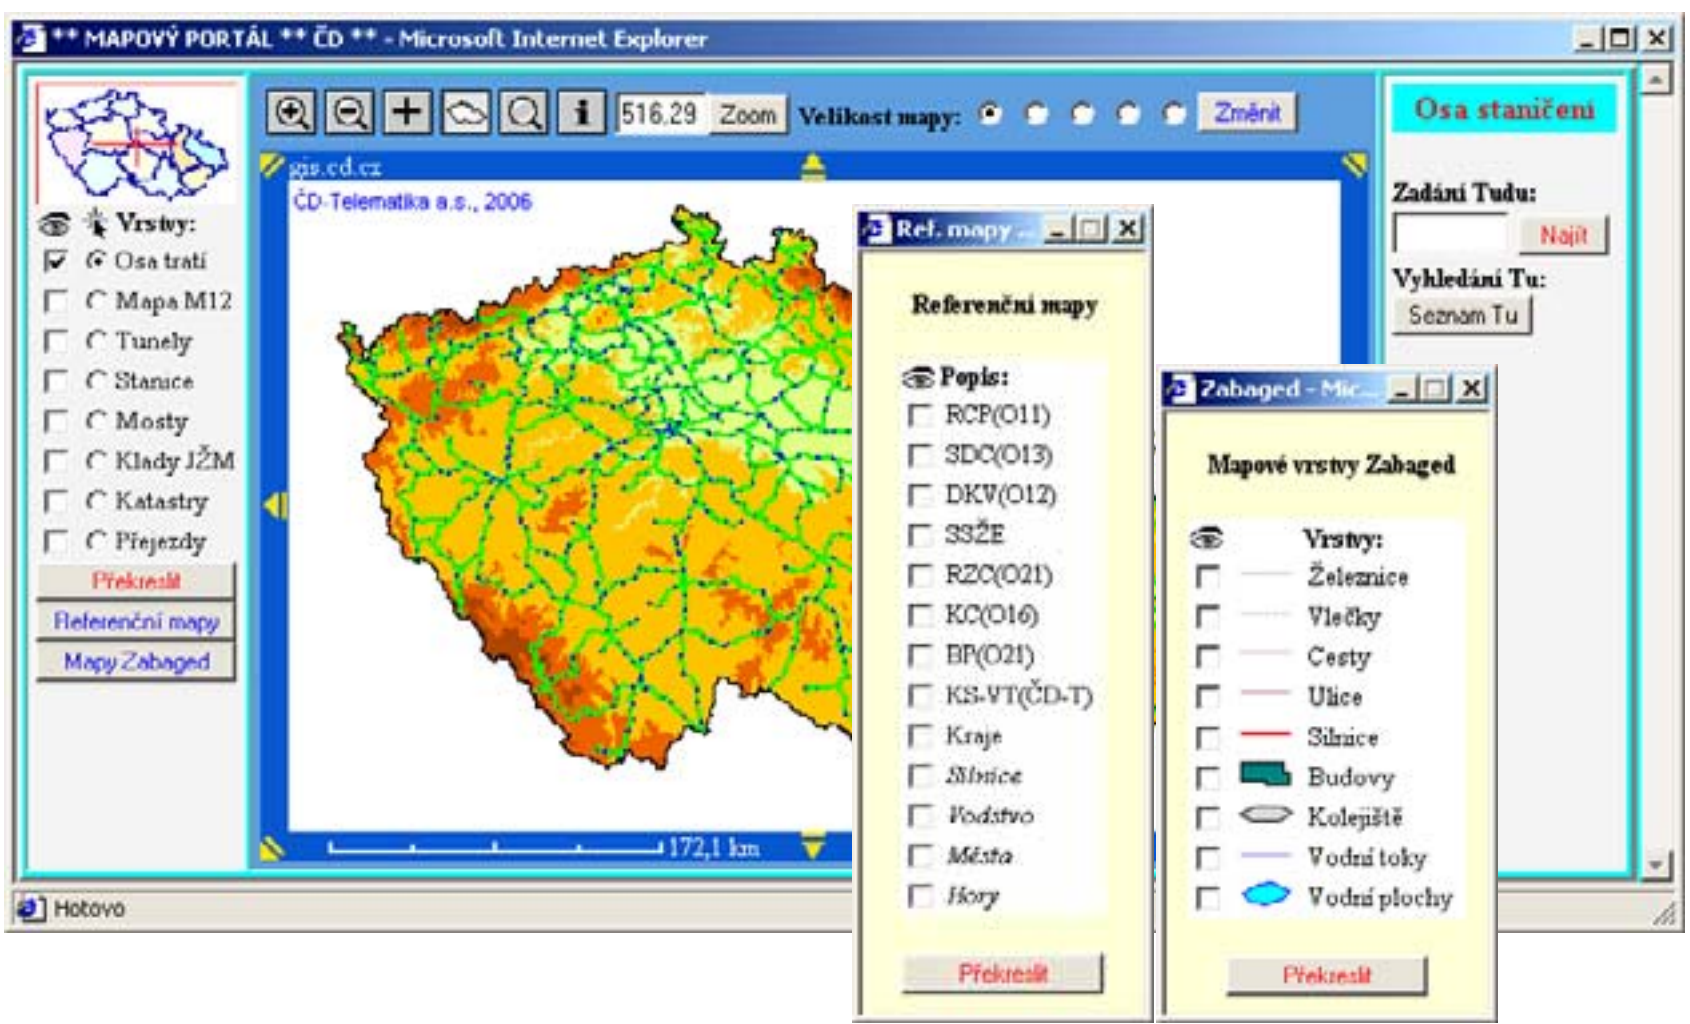 ** MAPOVÝ PORTÁL ** ČD ** - Microsoft Internet Explorer
516,29 Zoom Velikost mapy: Změnit
gis.cd.cz
ČD-Telematika a.s., 2006
Vrstvy:
Osa tratí
Mapa M12
Tunely
Stanice
Mosty
Klady JŽM
Katastry
Přejezdy
Překreslit
Referenční mapy
Mapy Zabaged
172,1 km
Osa staničení
Zadání Tudu:
Najít
Vyhledání Tu:
Seznam Tu
Ref. mapy ...
Referenční mapy
Popis:
RCP(O11)
SDC(O13)
DKV(O12)
SSŽE
RZC(O21)
KC(O16)
BP(O21)
KS-VT(ČD-T)
Kraje
Silnice
Vodstvo
Města
Hory
Překreslit
Zabaged - Mic...
Mapové vrstvy Zabaged
Vrstvy:
Železnice
Vlečky
Cesty
Ulice
Silnice
Budovy
Kolejiště
Vodní toky
Vodní plochy
Překreslit
Hotovo